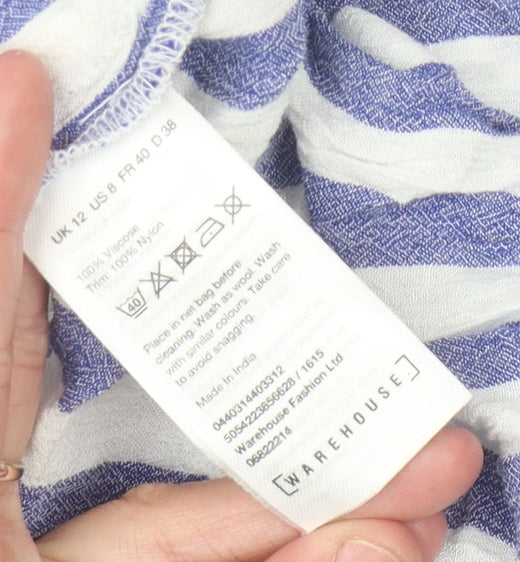 UK 12 US 8 FR 40 D 38
100% Viscose
Trim: 100% Nylon
40
Place in net bag before
cleaning. Wash as wool. Wash
with similar colours. Take care
to avoid snagging.
Made in India
0440314403312
5054223856628 / 1615
Warehouse Fashion Ltd
06822214
[WAREHOUSE.]